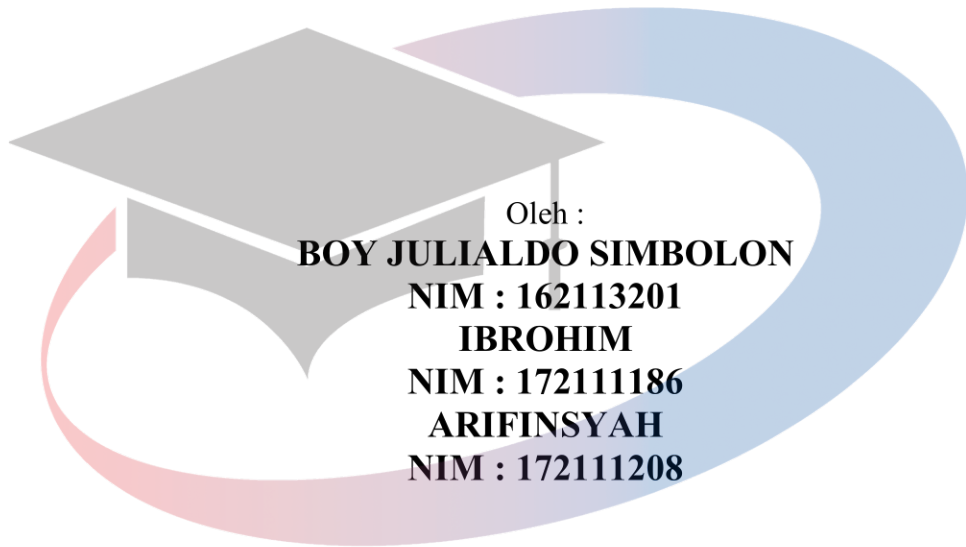 Oleh :
BOY JULIALDO SIMBOLON
NIM : 162113201
IBROHIM
NIM : 172111186
ARIFINSYAH
NIM : 172111208